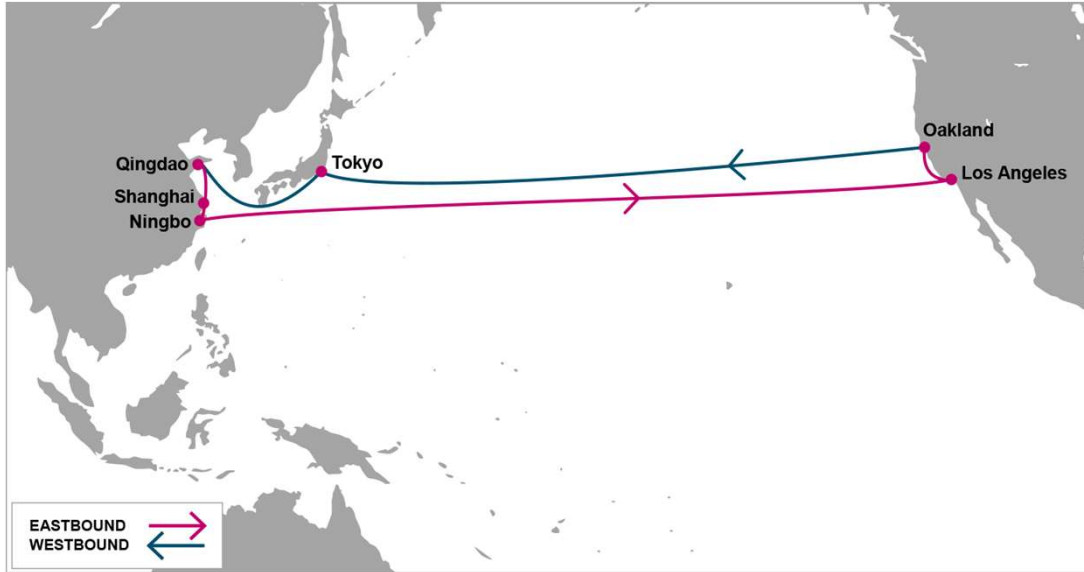 Oakland
Qingdao
Tokyo
Los Angeles
Shanghai
Ningbo
EASTBOUND
WESTBOUND